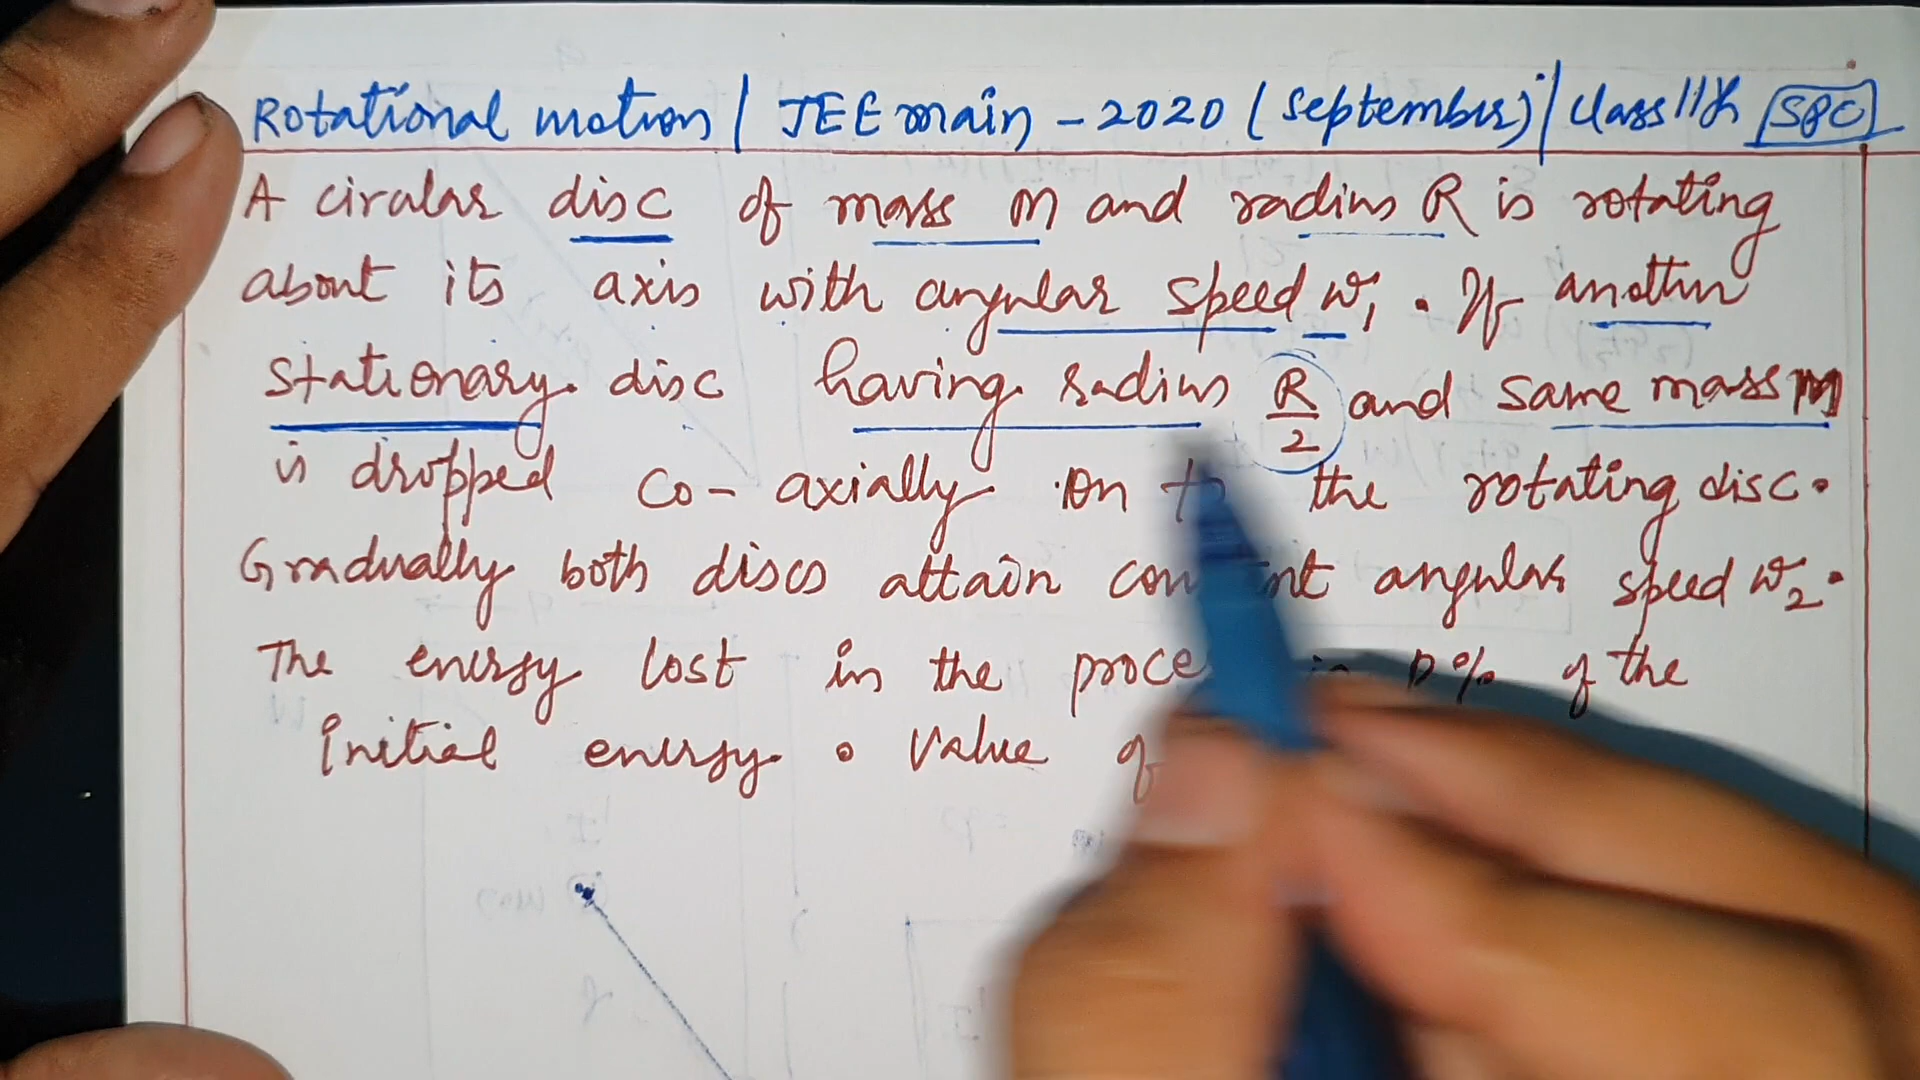 Rotational motion / JEE main - 2020 (September) / Class 11th SPC
A circular disc of mass M and radius R is rotating
about its axis with angular speed ω₁. If another
stationary disc having radius R/2 and same mass M
is dropped co-axially on to the rotating disc.
Gradually both discs attain constant angular speed ω₂.
The energy lost in the process is p% of the
initial energy. Value of